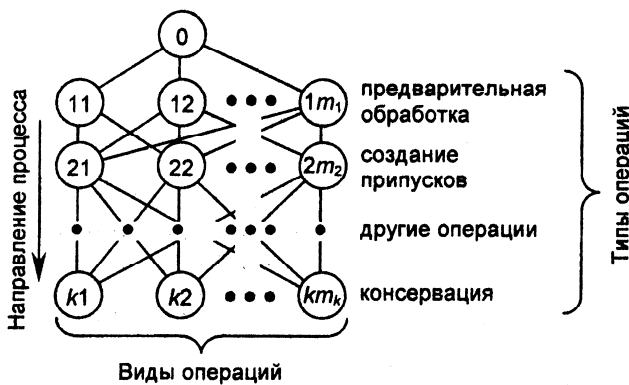 0
11 12 ••• 1m₁ предварительная
обработка
21 22 ••• 2m₂ создание
припусков
другие операции
k1 k2 ••• kmₖ консервация
Виды операций
Направление процесса
Типы операций